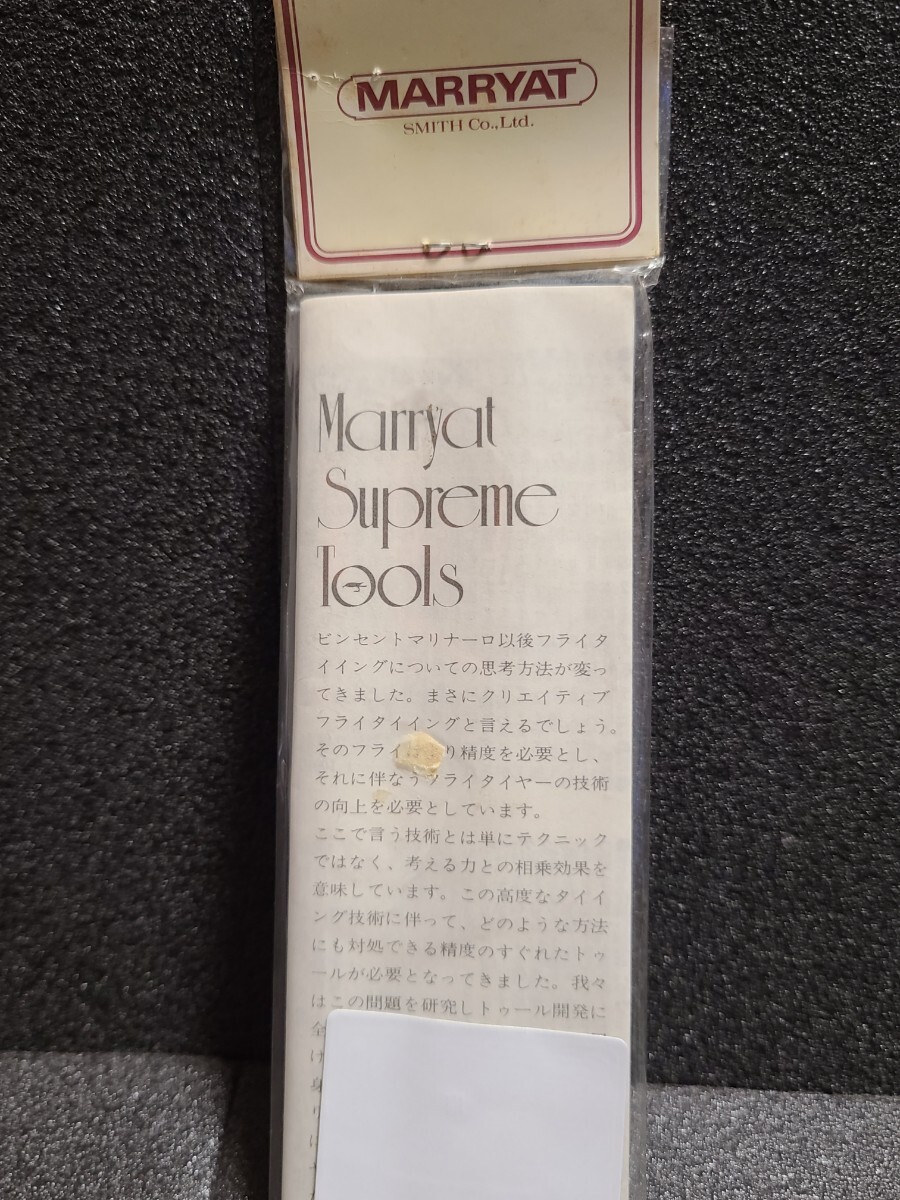 MARRYAT
SMITH Co.,Ltd.
Marryat
Supreme
Tools
ビンセントマリナーロ以後フライタ
イイングについての思考方法が変っ
てきました。まさにクリエイティブ
フライタイイングと言えるでしょう。
そのフライ り精度を必要とし、
それに伴なうフライタイヤーの技術
の向上を必要としています。
ここで言う技術とは単にテクニック
ではなく、考える力との相乗効果を
意味しています。この高度なタイイ
ング技術に伴って、どのような方法
にも対処できる精度のすぐれたトゥ
ールが必要となってきました。我々
はこの問題を研究しトゥール開発に
全